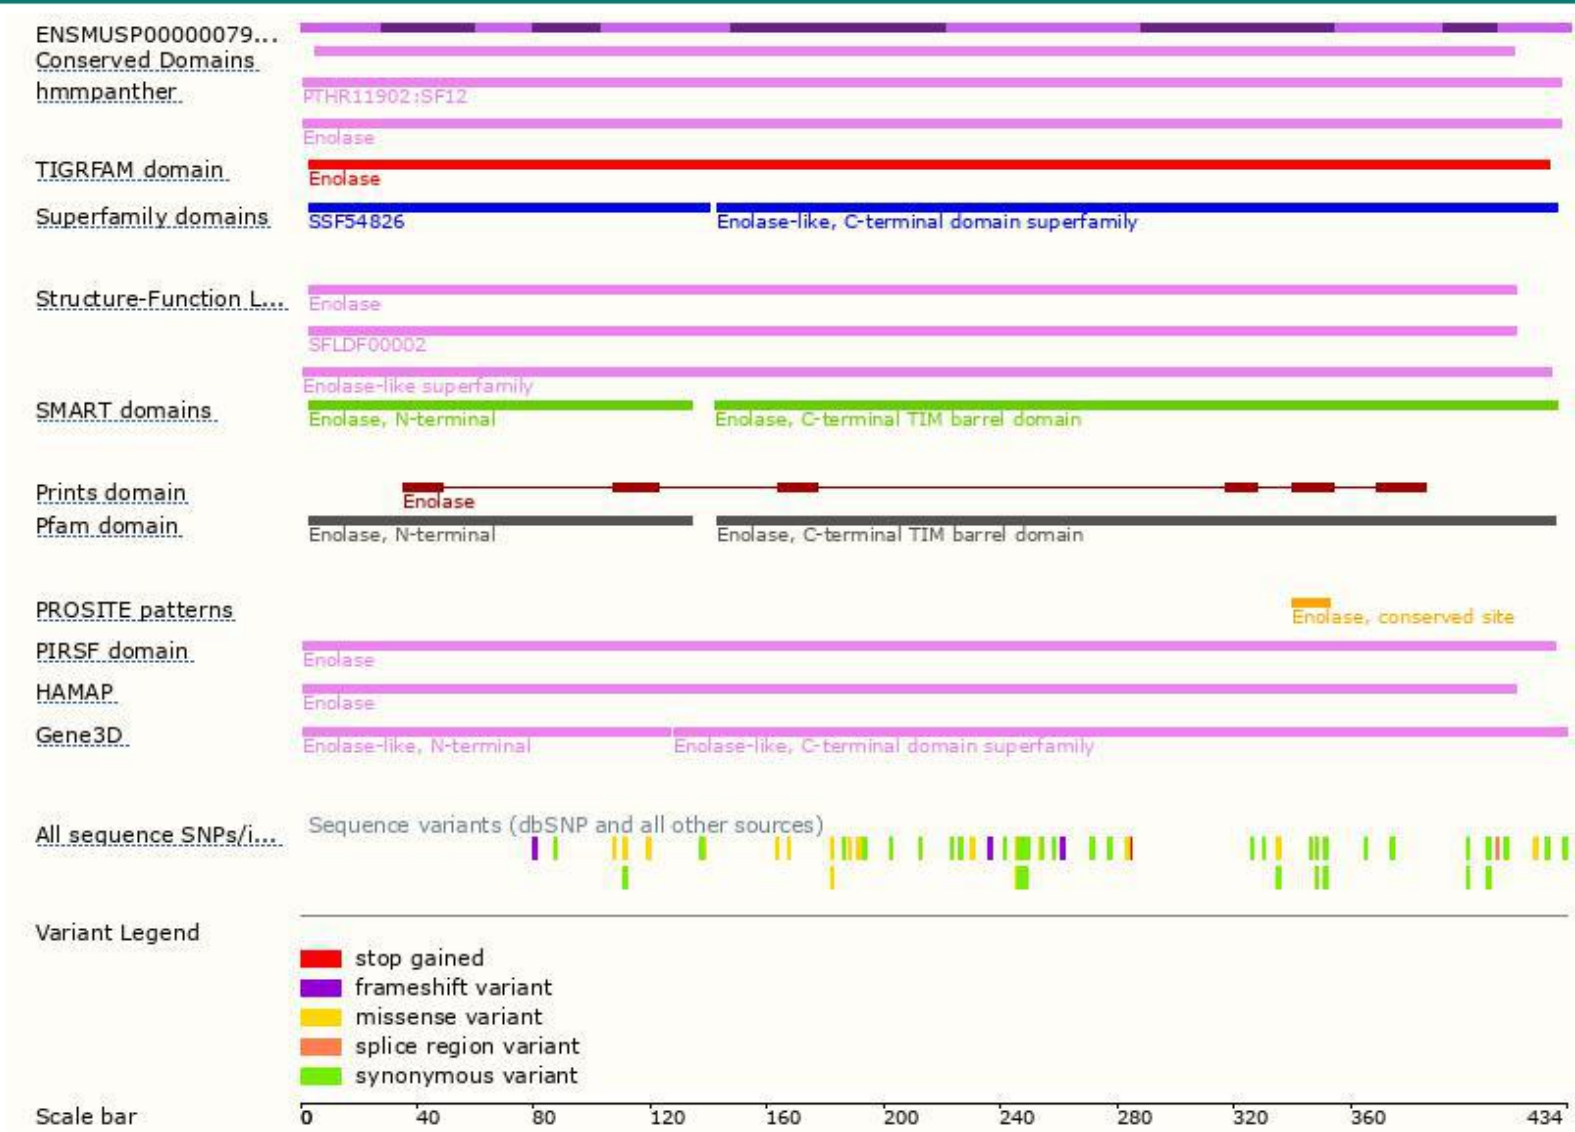 ENSMUSP00000079...
Conserved Domains
hmmpanther
PTHR11902:SF12
Enolase
TIGRFAM domain
Enolase
Superfamily domains
SSF54826 Enolase-like, C-terminal domain superfamily
Structure-Function L...
Enolase
SFLDF00002
Enolase-like superfamily
SMART domains
Enolase, N-terminal Enolase, C-terminal TIM barrel domain
Prints domain
Enolase
Pfam domain
Enolase, N-terminal Enolase, C-terminal TIM barrel domain
PROSITE patterns
Enolase, conserved site
PIRSF domain
Enolase
HAMAP
Enolase
Gene3D
Enolase-like, N-terminal Enolase-like, C-terminal domain superfamily
All sequence SNPs/i...
Sequence variants (dbSNP and all other sources)
Variant Legend
stop gained
frameshift variant
missense variant
splice region variant
synonymous variant
Scale bar 0 40 80 120 160 200 240 280 320 360 434